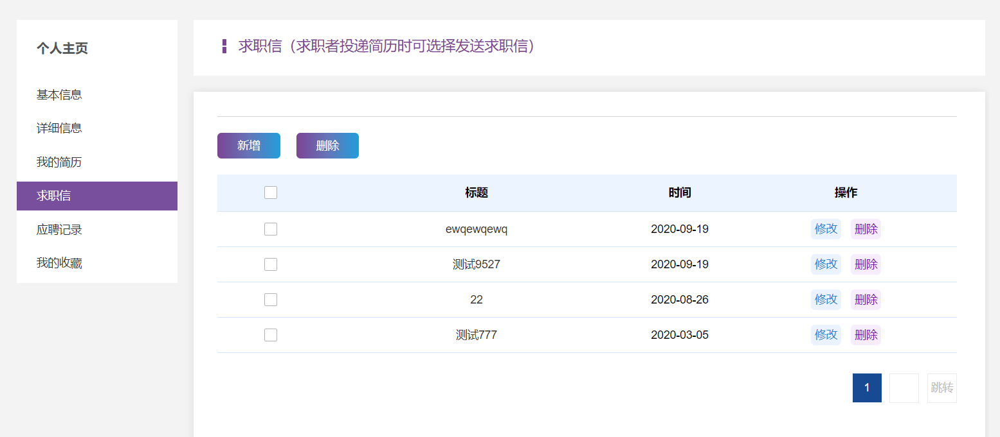 个人主页
基本信息
详细信息
我的简历
求职信
应聘记录
我的收藏
求职信（求职者投递简历时可选择发送求职信）
新增 删除
标题 时间 操作
ewqewqewq 2020-09-19 修改 删除
测试9527 2020-09-19 修改 删除
22 2020-08-26 修改 删除
测试777 2020-03-05 修改 删除
1 跳转